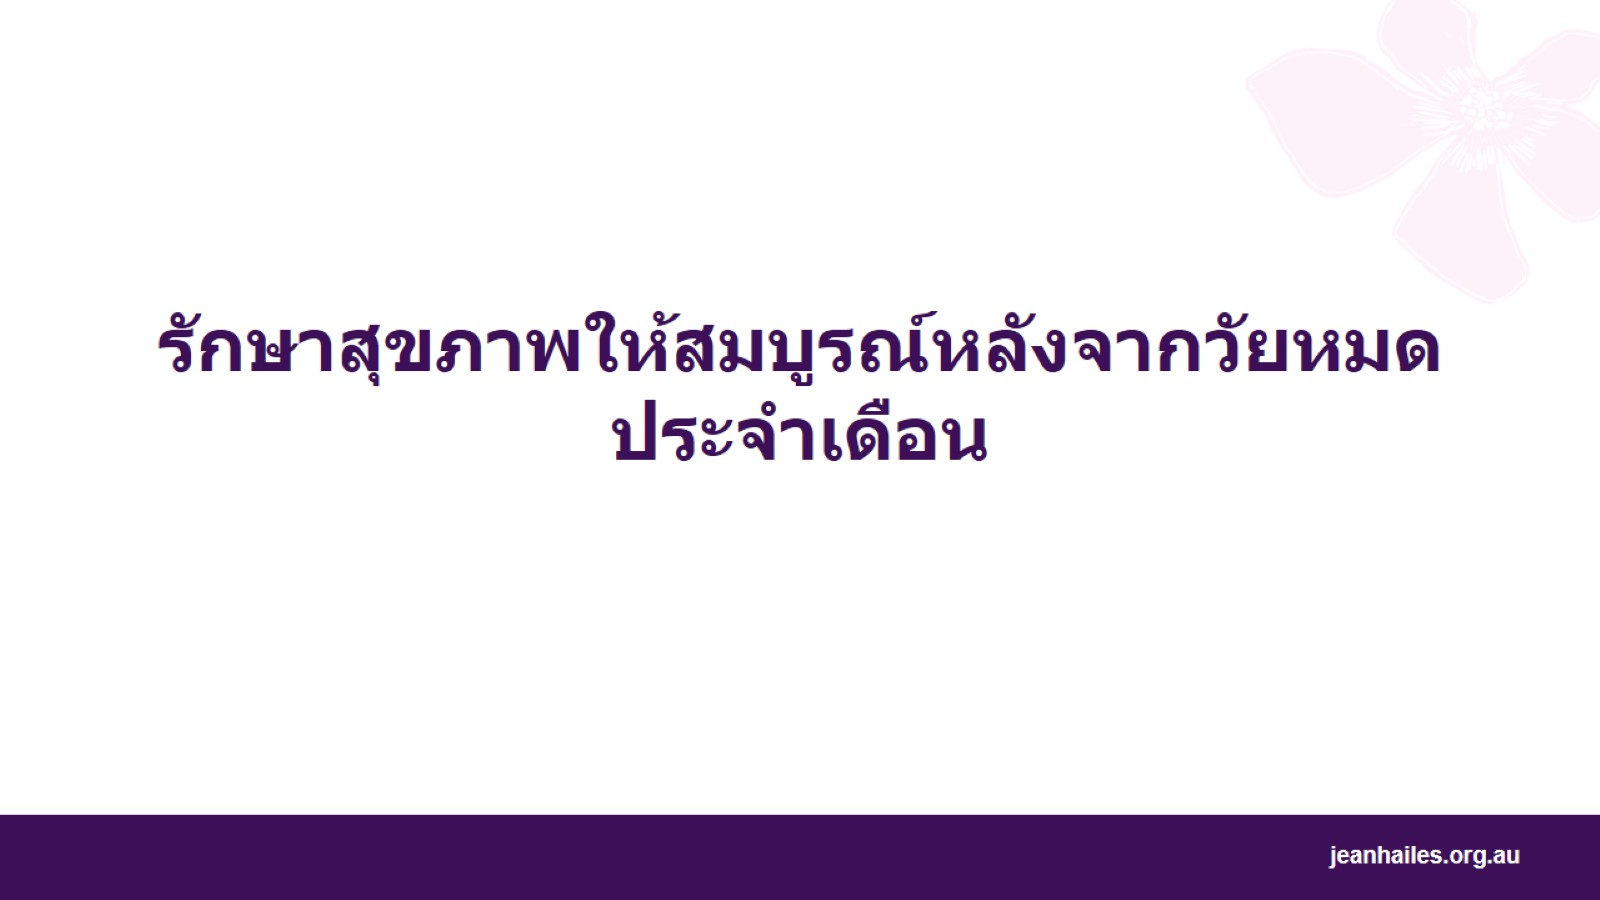 รักษาสุขภาพให้สมบูรณ์หลังจากวัยหมด
ประจำเดือน
jeanhailes.org.au